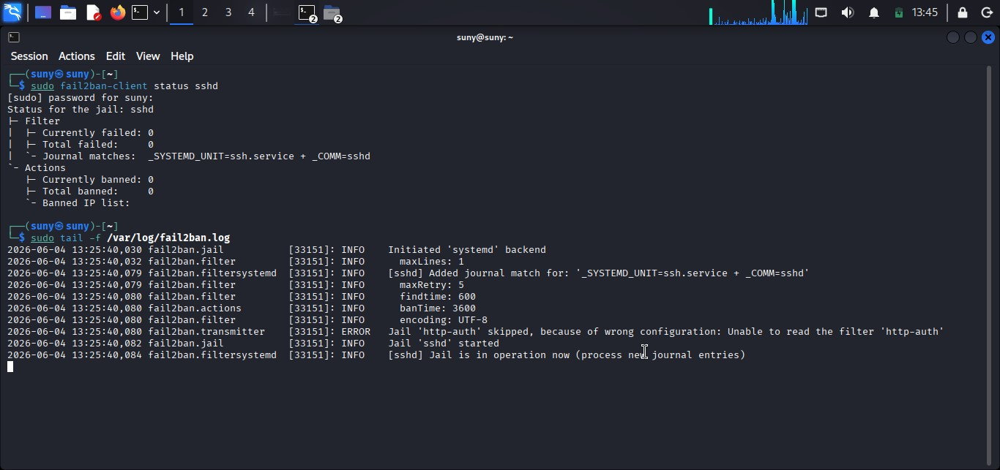 1 2 3 4 2 2 13:45
suny@suny: ~
Session Actions Edit View Help
┌──(suny㉿suny)-[~]
└─$ sudo fail2ban-client status sshd
[sudo] password for suny:
Status for the jail: sshd
├─ Filter
|  ├─ Currently failed: 0
|  ├─ Total failed:     0
|  `- Journal matches:  _SYSTEMD_UNIT=ssh.service + _COMM=sshd
`- Actions
   ├─ Currently banned: 0
   ├─ Total banned:     0
   `- Banned IP list:
┌──(suny㉿suny)-[~]
└─$ sudo tail -f /var/log/fail2ban.log
2026-06-04 13:25:40,030 fail2ban.jail           [33151]: INFO    Initiated 'systemd' backend
2026-06-04 13:25:40,032 fail2ban.filter         [33151]: INFO      maxLines: 1
2026-06-04 13:25:40,079 fail2ban.filtersystemd  [33151]: INFO    [sshd] Added journal match for: '_SYSTEMD_UNIT=ssh.service + _COMM=sshd'
2026-06-04 13:25:40,079 fail2ban.filter         [33151]: INFO      maxRetry: 5
2026-06-04 13:25:40,080 fail2ban.filter         [33151]: INFO      findtime: 600
2026-06-04 13:25:40,080 fail2ban.actions        [33151]: INFO      banTime: 3600
2026-06-04 13:25:40,080 fail2ban.filter         [33151]: INFO      encoding: UTF-8
2026-06-04 13:25:40,080 fail2ban.transmitter    [33151]: ERROR   Jail 'http-auth' skipped, because of wrong configuration: Unable to read the filter 'http-auth'
2026-06-04 13:25:40,082 fail2ban.jail           [33151]: INFO    Jail 'sshd' started
2026-06-04 13:25:40,084 fail2ban.filtersystemd  [33151]: INFO    [sshd] Jail is in operation now (process new journal entries)